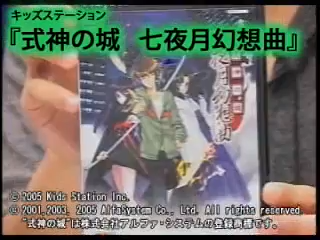 キッズステーション
『式神の城　七夜月幻想曲』
© 2005 Kids Station Inc.
© 2001,2003, 2005 AlfaSystem Co., Ltd. All rights reserved
"式神の城"は株式会社アルファ・システムの登録商標です。